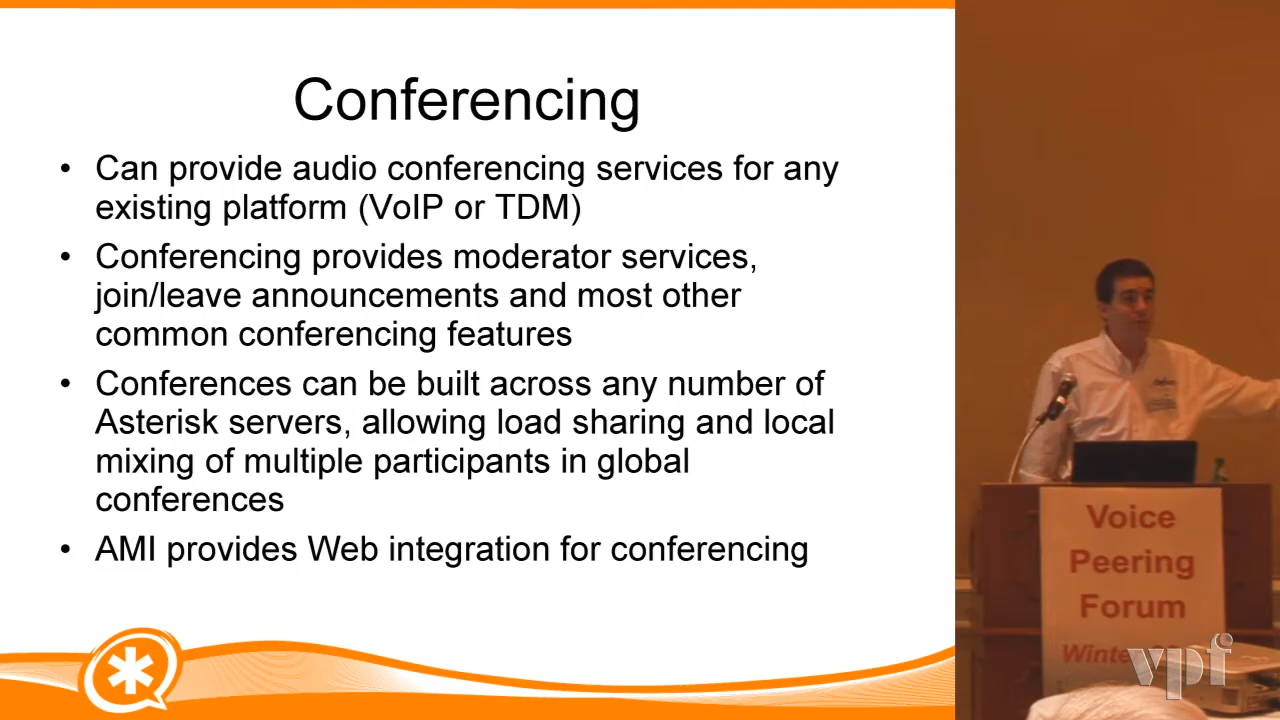 Conferencing
• Can provide audio conferencing services for any
existing platform (VoIP or TDM)
• Conferencing provides moderator services,
join/leave announcements and most other
common conferencing features
• Conferences can be built across any number of
Asterisk servers, allowing load sharing and local
mixing of multiple participants in global
conferences
• AMI provides Web integration for conferencing
Voice
Peering
Forum
vpf